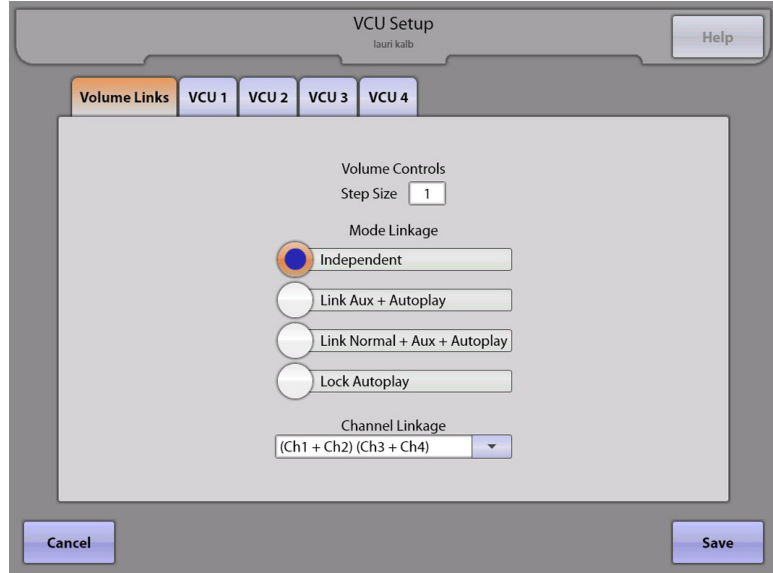 VCU Setup
lauri kalb
Help
Volume Links
VCU 1
VCU 2
VCU 3
VCU 4
Volume Controls
Step Size 1
Mode Linkage
Independent
Link Aux + Autoplay
Link Normal + Aux + Autoplay
Lock Autoplay
Channel Linkage
(Ch1 + Ch2) (Ch3 + Ch4)
Cancel
Save